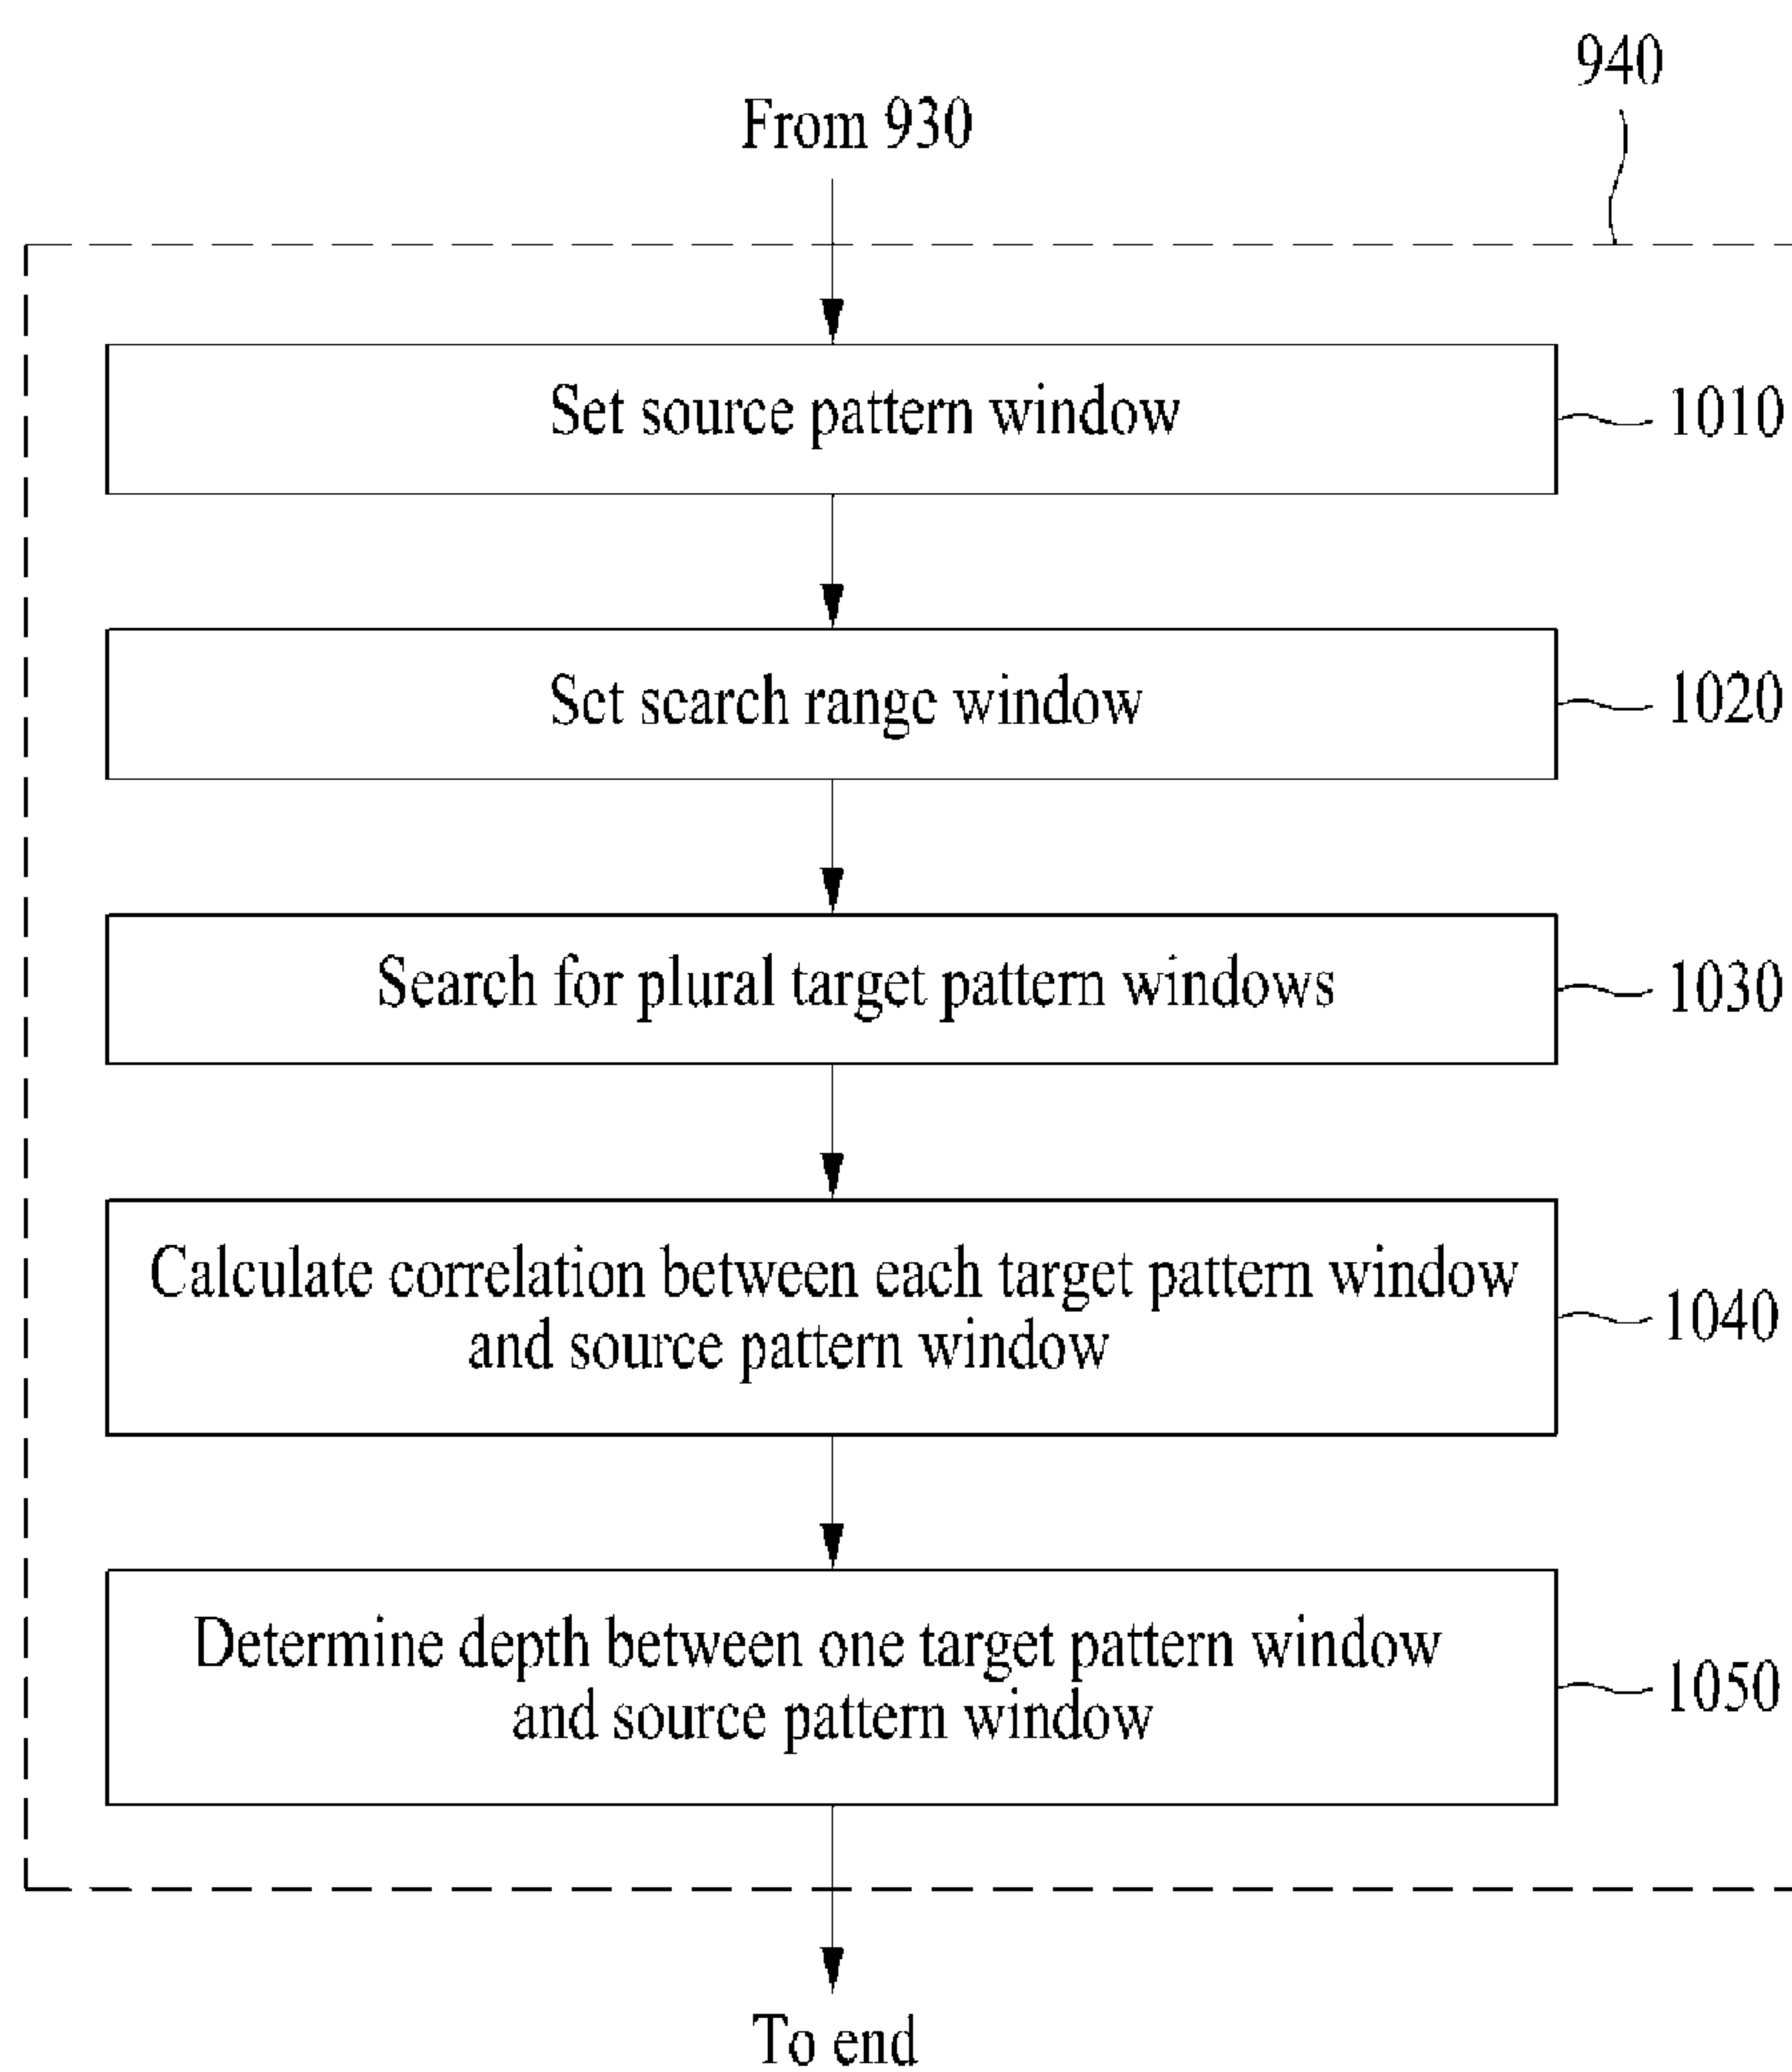 940
From 930
Set source pattern window
1010
Set search range window
1020
Search for plural target pattern windows
1030
Calculate correlation between each target pattern window
and source pattern window
1040
Determine depth between one target pattern window
and source pattern window
1050
To end